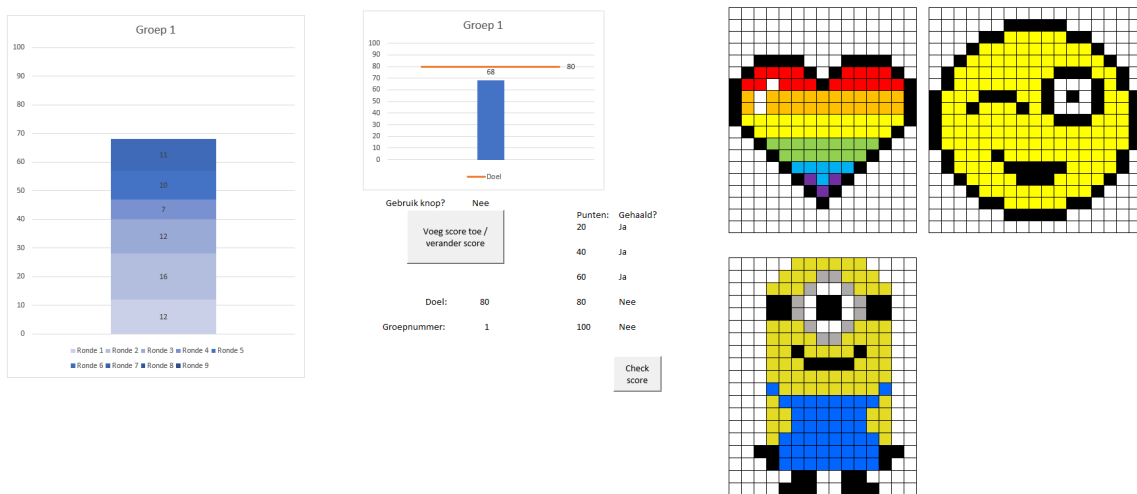 Groep 1
100
90
80
70
60
50
40
30
20
10
0
11
10
7
12
16
12
Ronde 1 Ronde 2 Ronde 3 Ronde 4 Ronde 5
Ronde 6 Ronde 7 Ronde 8 Ronde 9
Groep 1
100
90
80
70
60
50
40
30
20
10
0
68
80
Doel
Gebruik knop? Nee
Voeg score toe /
verander score
Doel: 80
Groepnummer: 1
Punten: Gehaald?
20 Ja
40 Ja
60 Ja
80 Nee
100 Nee
Check
score